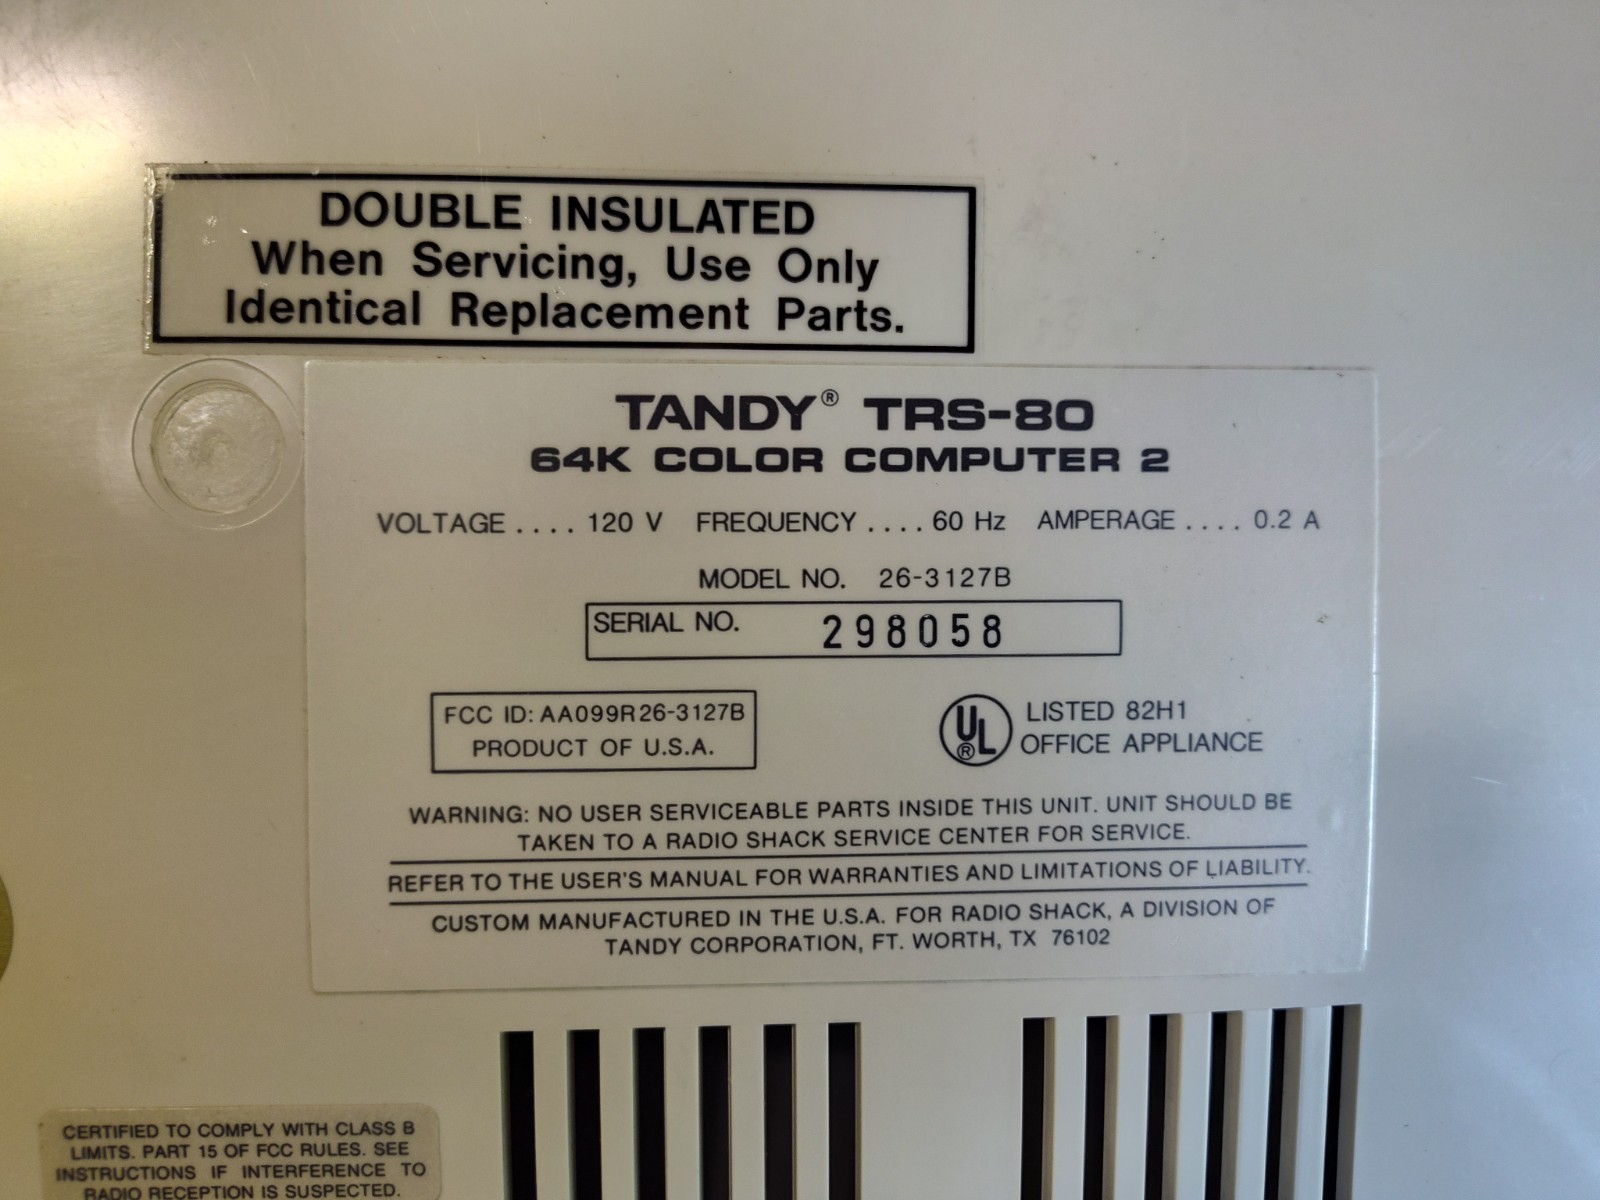 DOUBLE INSULATED
When Servicing, Use Only
Identical Replacement Parts.
TANDY® TRS-80
64K COLOR COMPUTER 2
VOLTAGE .... 120 V FREQUENCY .... 60 Hz AMPERAGE .... 0.2 A
MODEL NO. 26-3127B
SERIAL NO. 298058
FCC ID: AA099R26-3127B
PRODUCT OF U.S.A.
UL® LISTED 82H1
OFFICE APPLIANCE
WARNING: NO USER SERVICEABLE PARTS INSIDE THIS UNIT. UNIT SHOULD BE
TAKEN TO A RADIO SHACK SERVICE CENTER FOR SERVICE.
REFER TO THE USER'S MANUAL FOR WARRANTIES AND LIMITATIONS OF LIABILITY.
CUSTOM MANUFACTURED IN THE U.S.A. FOR RADIO SHACK, A DIVISION OF
TANDY CORPORATION, FT. WORTH, TX 76102
CERTIFIED TO COMPLY WITH CLASS B
LIMITS. PART 15 OF FCC RULES. SEE
INSTRUCTIONS IF INTERFERENCE TO
RADIO RECEPTION IS SUSPECTED.